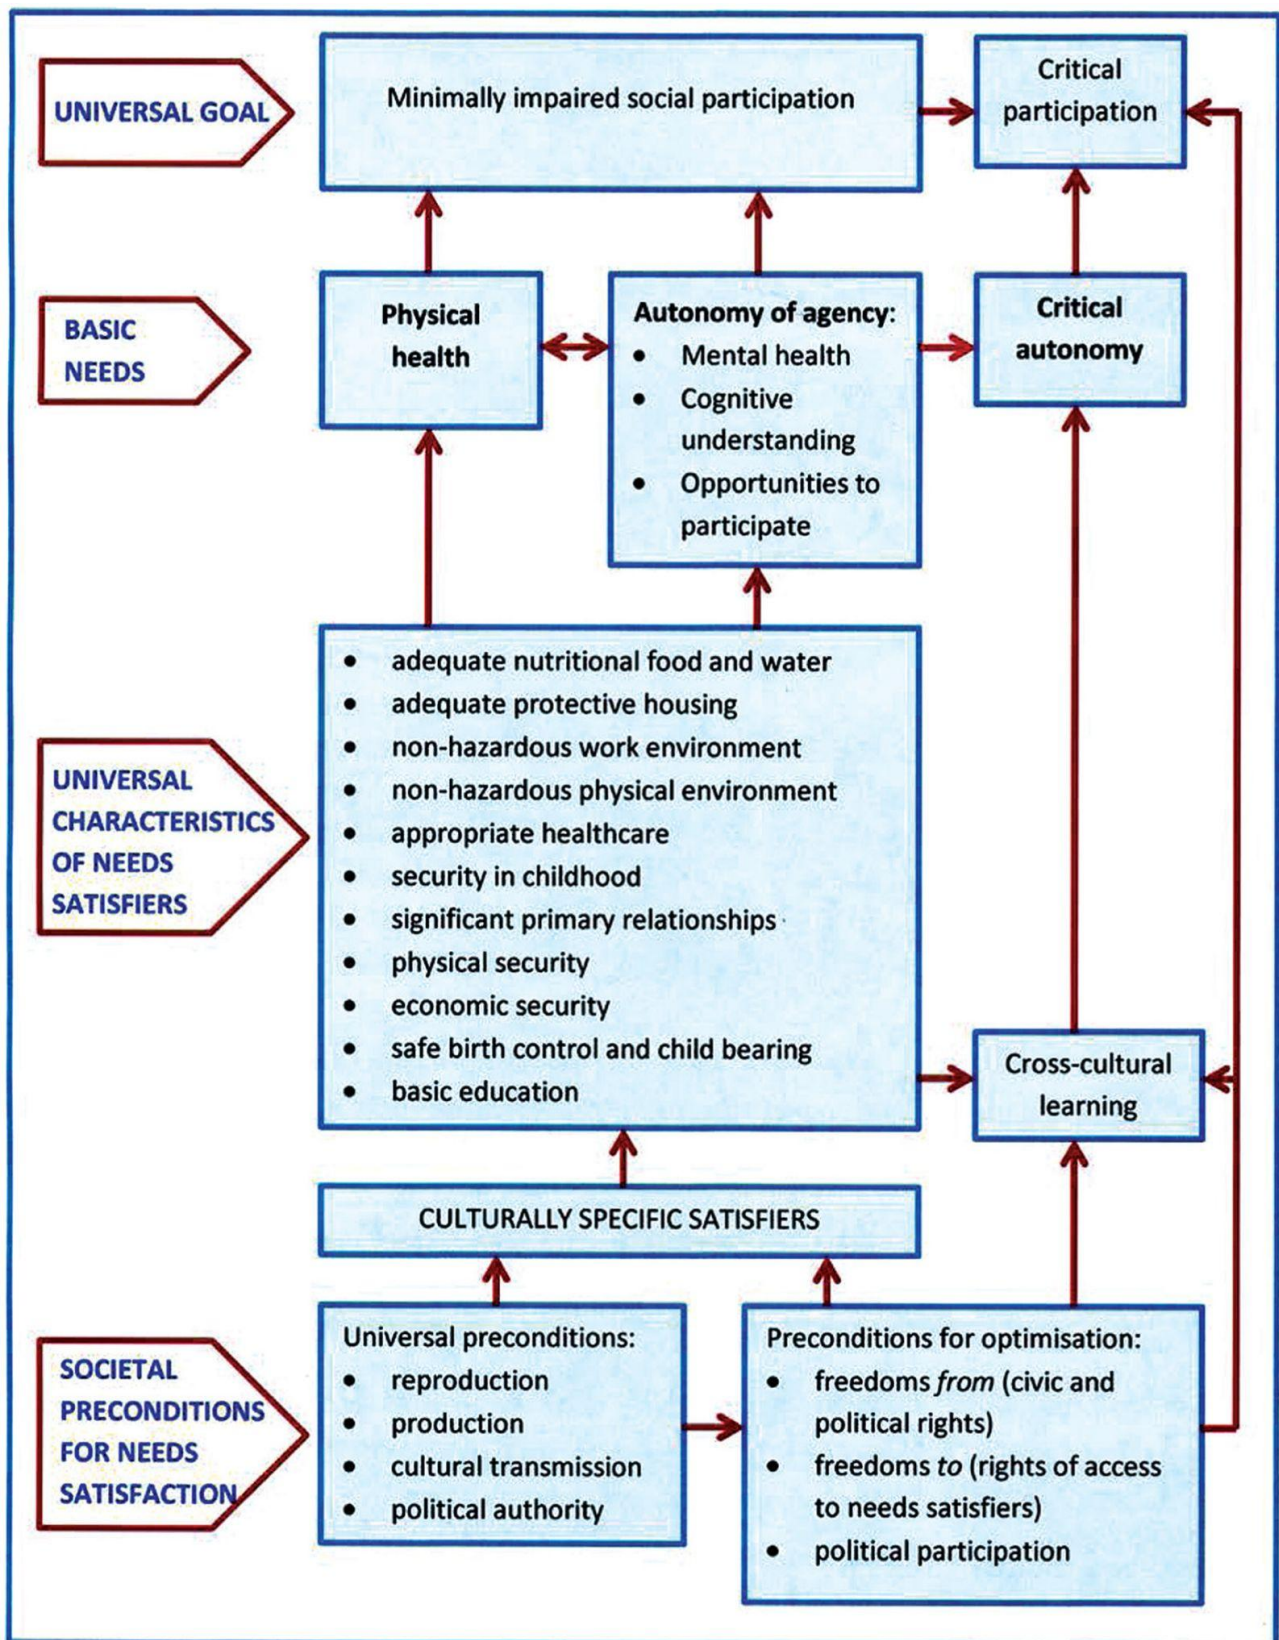 UNIVERSAL GOAL
Minimally impaired social participation
Critical
participation
BASIC
NEEDS
Physical
health
Autonomy of agency:
• Mental health
• Cognitive
understanding
• Opportunities to
participate
Critical
autonomy
UNIVERSAL
CHARACTERISTICS
OF NEEDS
SATISFIERS
• adequate nutritional food and water
• adequate protective housing
• non-hazardous work environment
• non-hazardous physical environment
• appropriate healthcare
• security in childhood
• significant primary relationships
• physical security
• economic security
• safe birth control and child bearing
• basic education
Cross-cultural
learning
CULTURALLY SPECIFIC SATISFIERS
SOCIETAL
PRECONDITIONS
FOR NEEDS
SATISFACTION
Universal preconditions:
• reproduction
• production
• cultural transmission
• political authority
Preconditions for optimisation:
• freedoms from (civic and
political rights)
• freedoms to (rights of access
to needs satisfiers)
• political participation